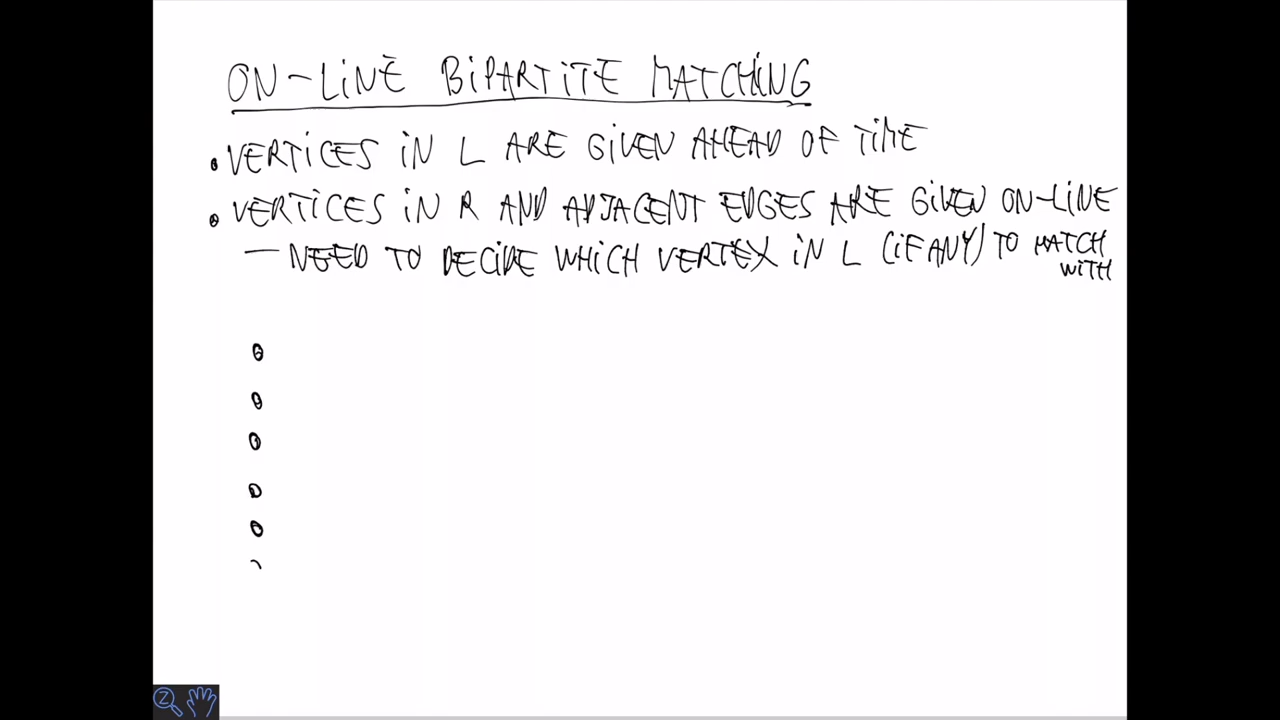 ON-LINE BIPARTITE MATCHING
• VERTICES IN L ARE GIVEN AHEAD OF TIME
• VERTICES IN R AND ADJACENT EDGES ARE GIVEN ON-LINE
— NEED TO DECIDE WHICH VERTEX IN L (IF ANY) TO MATCH
WITH